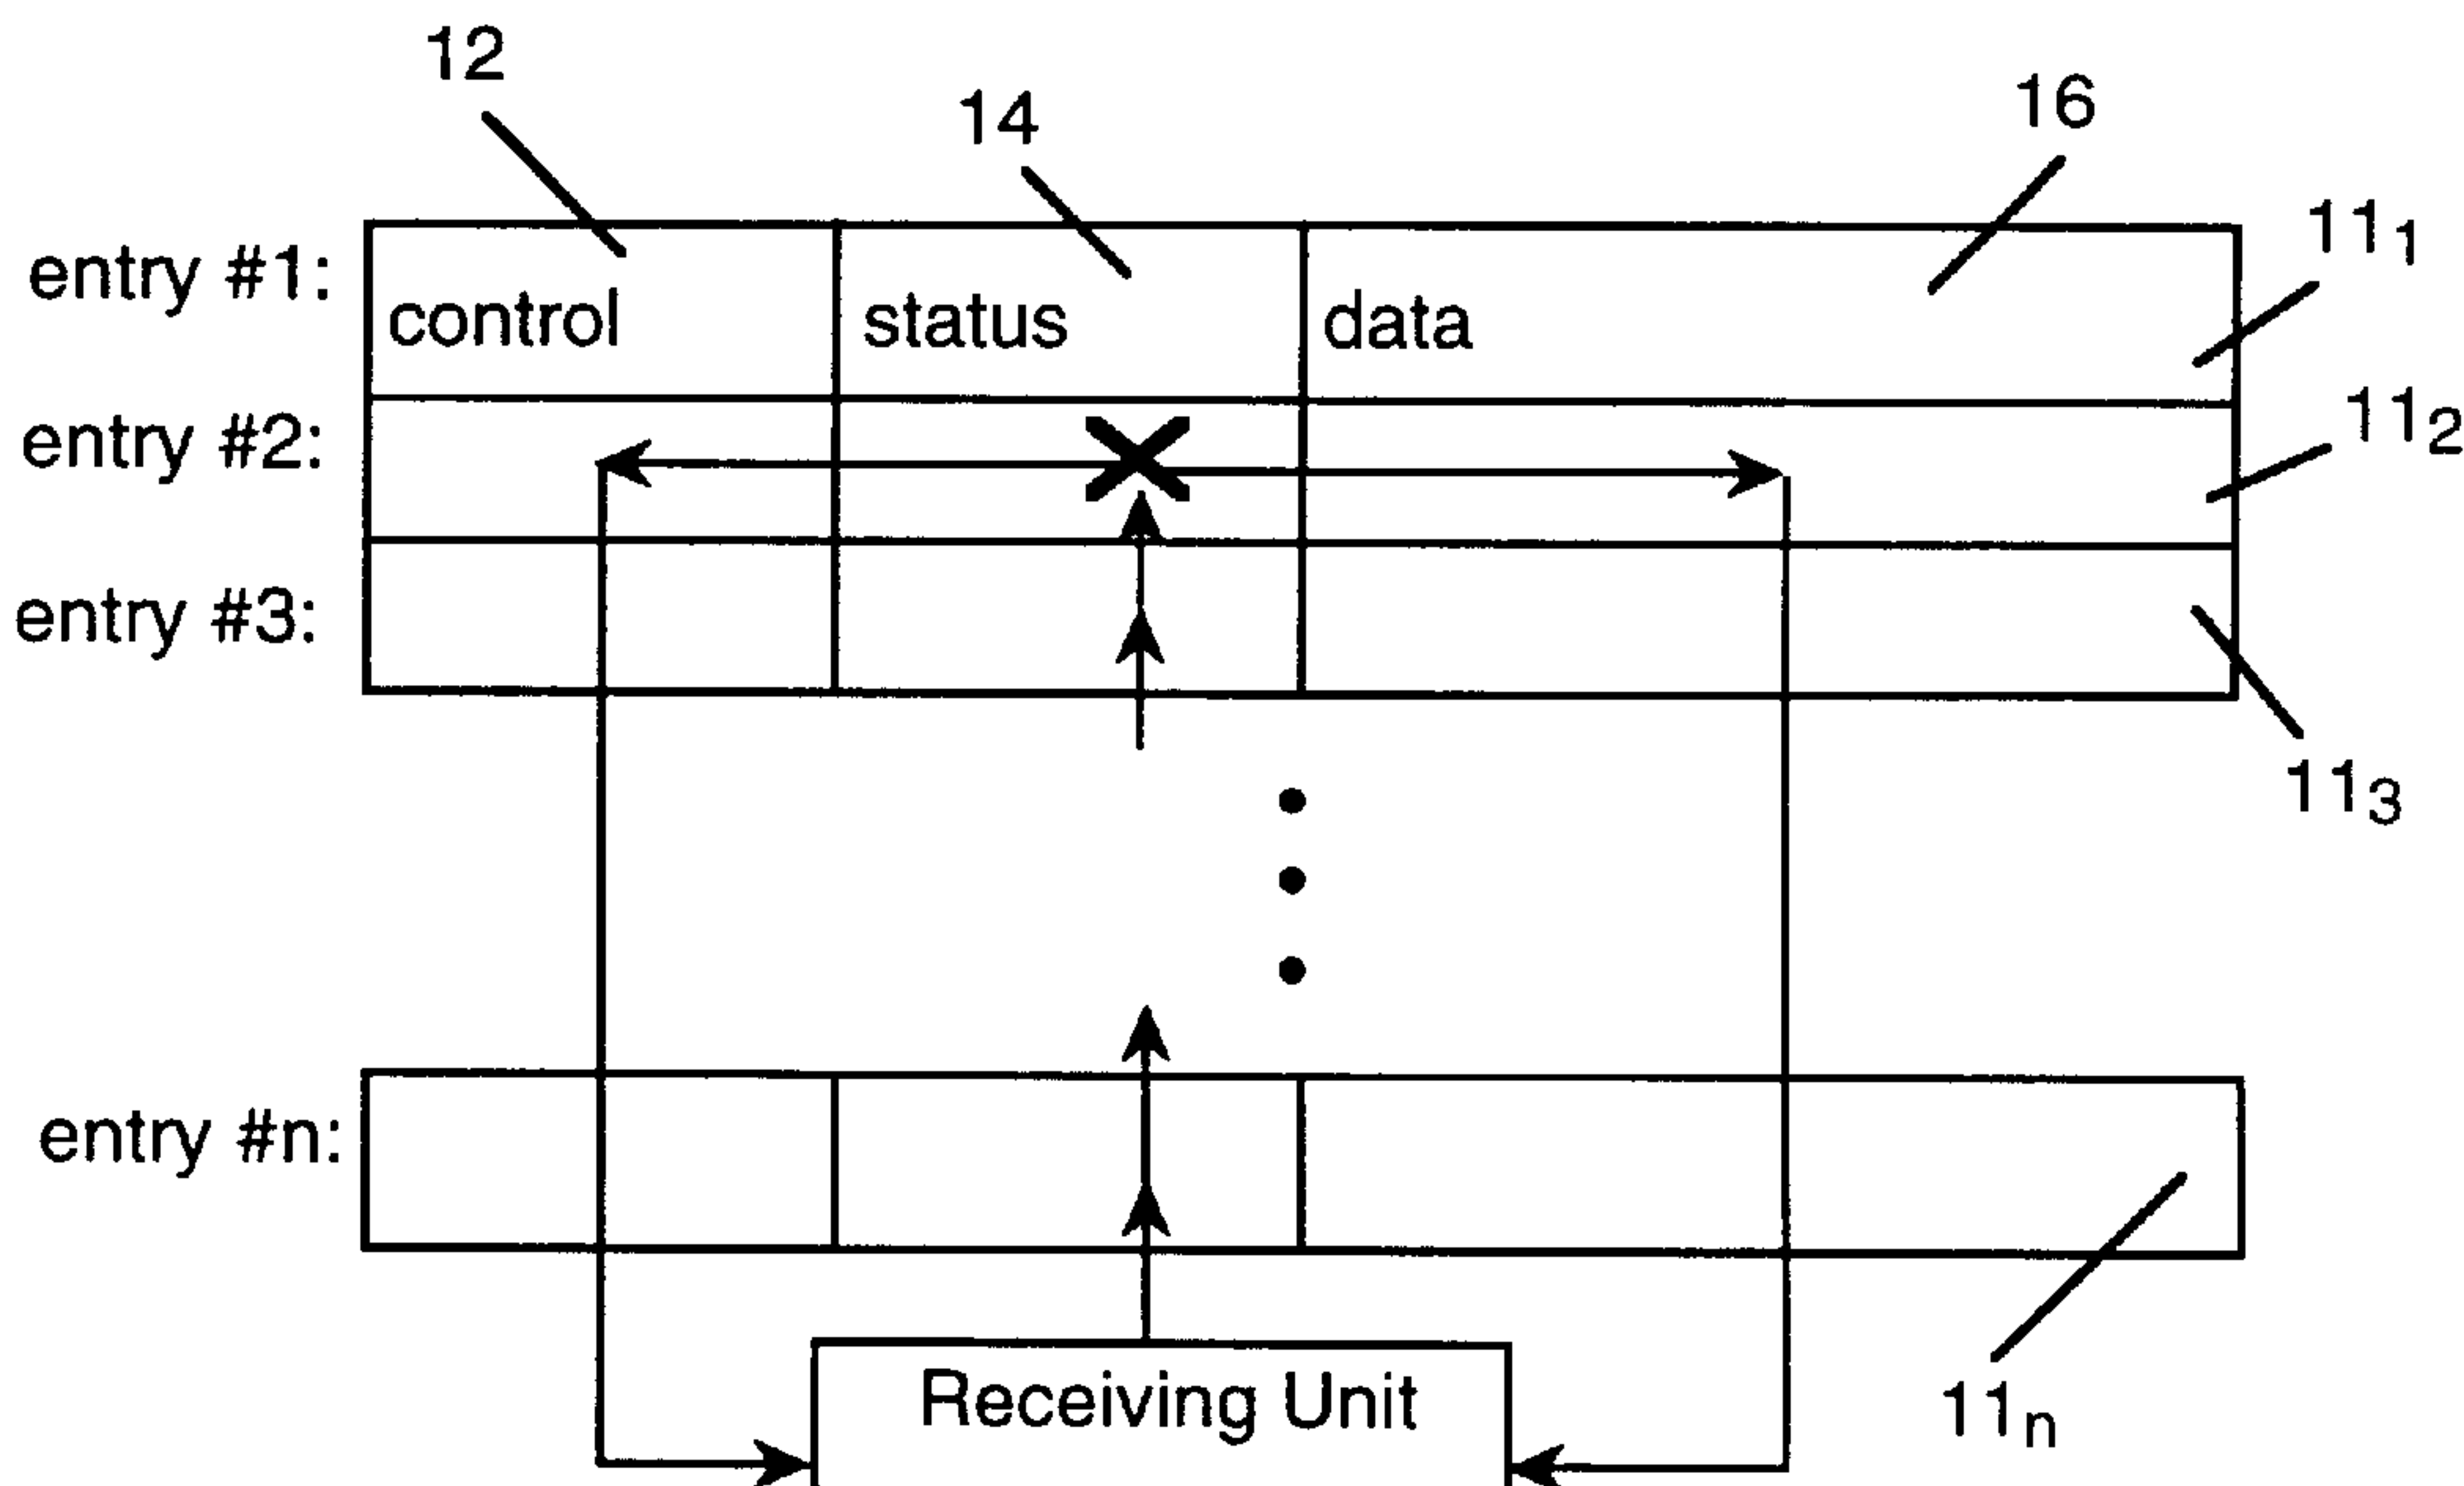 12
14
16
entry #1:
11₁
control
status
data
entry #2:
11₂
entry #3:
11₃
entry #n:
Receiving Unit
11ₙ